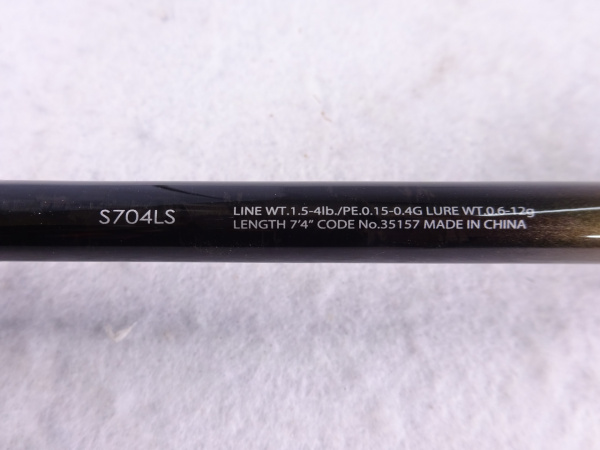 S704LS
LINE WT.1.5-4lb./PE.0.15-0.4G LURE WT.0.6-12g
LENGTH 7'4" CODE No.35157 MADE IN CHINA